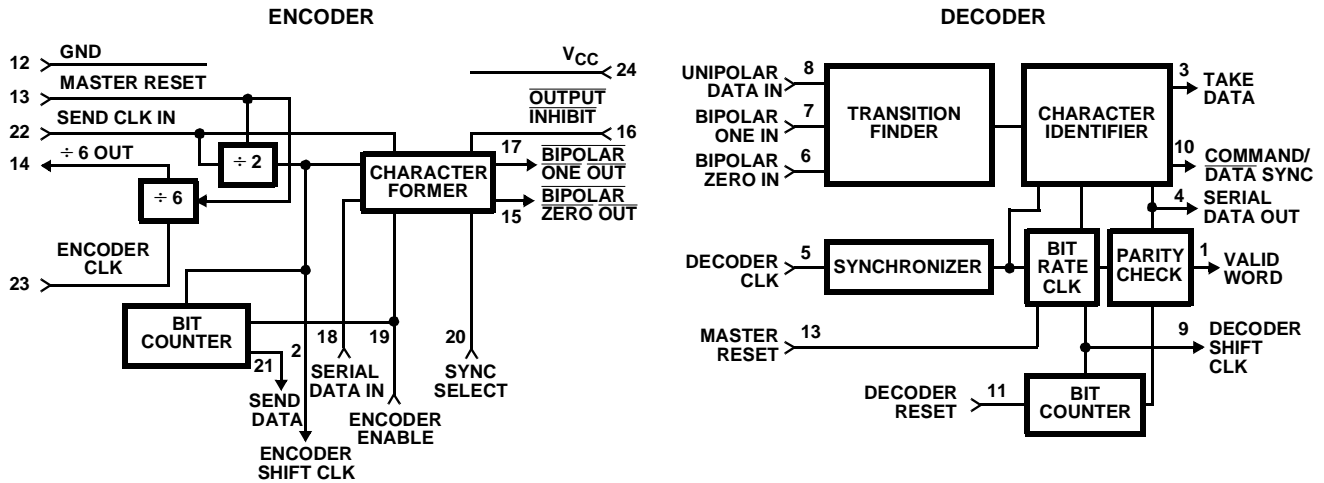 ENCODER
12 GND
13 MASTER RESET
22 SEND CLK IN
14 ÷ 6 OUT
÷ 2
÷ 6
ENCODER
CLK
23
BIT
COUNTER
21
SEND
DATA
2
ENCODER
SHIFT CLK
18
SERIAL
DATA IN
19
ENCODER
ENABLE
20
SYNC
SELECT
CHARACTER
FORMER
VCC 24
OUTPUT
INHIBIT 16
17 BIPOLAR
ONE OUT
15 BIPOLAR
ZERO OUT
DECODER
UNIPOLAR
DATA IN 8
BIPOLAR
ONE IN 7
BIPOLAR
ZERO IN 6
TRANSITION
FINDER
CHARACTER
IDENTIFIER
3 TAKE
DATA
10 COMMAND/
DATA SYNC
4 SERIAL
DATA OUT
DECODER
CLK 5
SYNCHRONIZER
BIT
RATE
CLK
PARITY
CHECK
1 VALID
WORD
MASTER
RESET 13
9 DECODER
SHIFT
CLK
DECODER
RESET 11
BIT
COUNTER